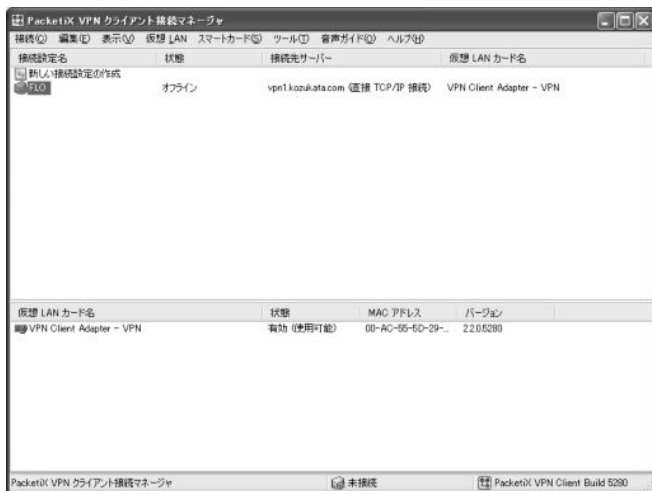 PacketiX VPN クライアント接続マネージャ
接続(C) 編集(E) 表示(V) 仮想 LAN スマートカード(S) ツール(T) 音声ガイド(O) ヘルプ(H)
接続設定名 状態 接続先サーバー 仮想 LAN カード名
新しい接続設定の作成
FLO オフライン vpn1.kozukata.com (直接 TCP/IP 接続) VPN Client Adapter - VPN
仮想 LAN カード名 状態 MAC アドレス バージョン
VPN Client Adapter - VPN 有効 (使用可能) 00-AC-55-5D-29-... 2.2.0.5280
PacketiX VPN クライアント接続マネージャ 未接続 PacketiX VPN Client Build 5280